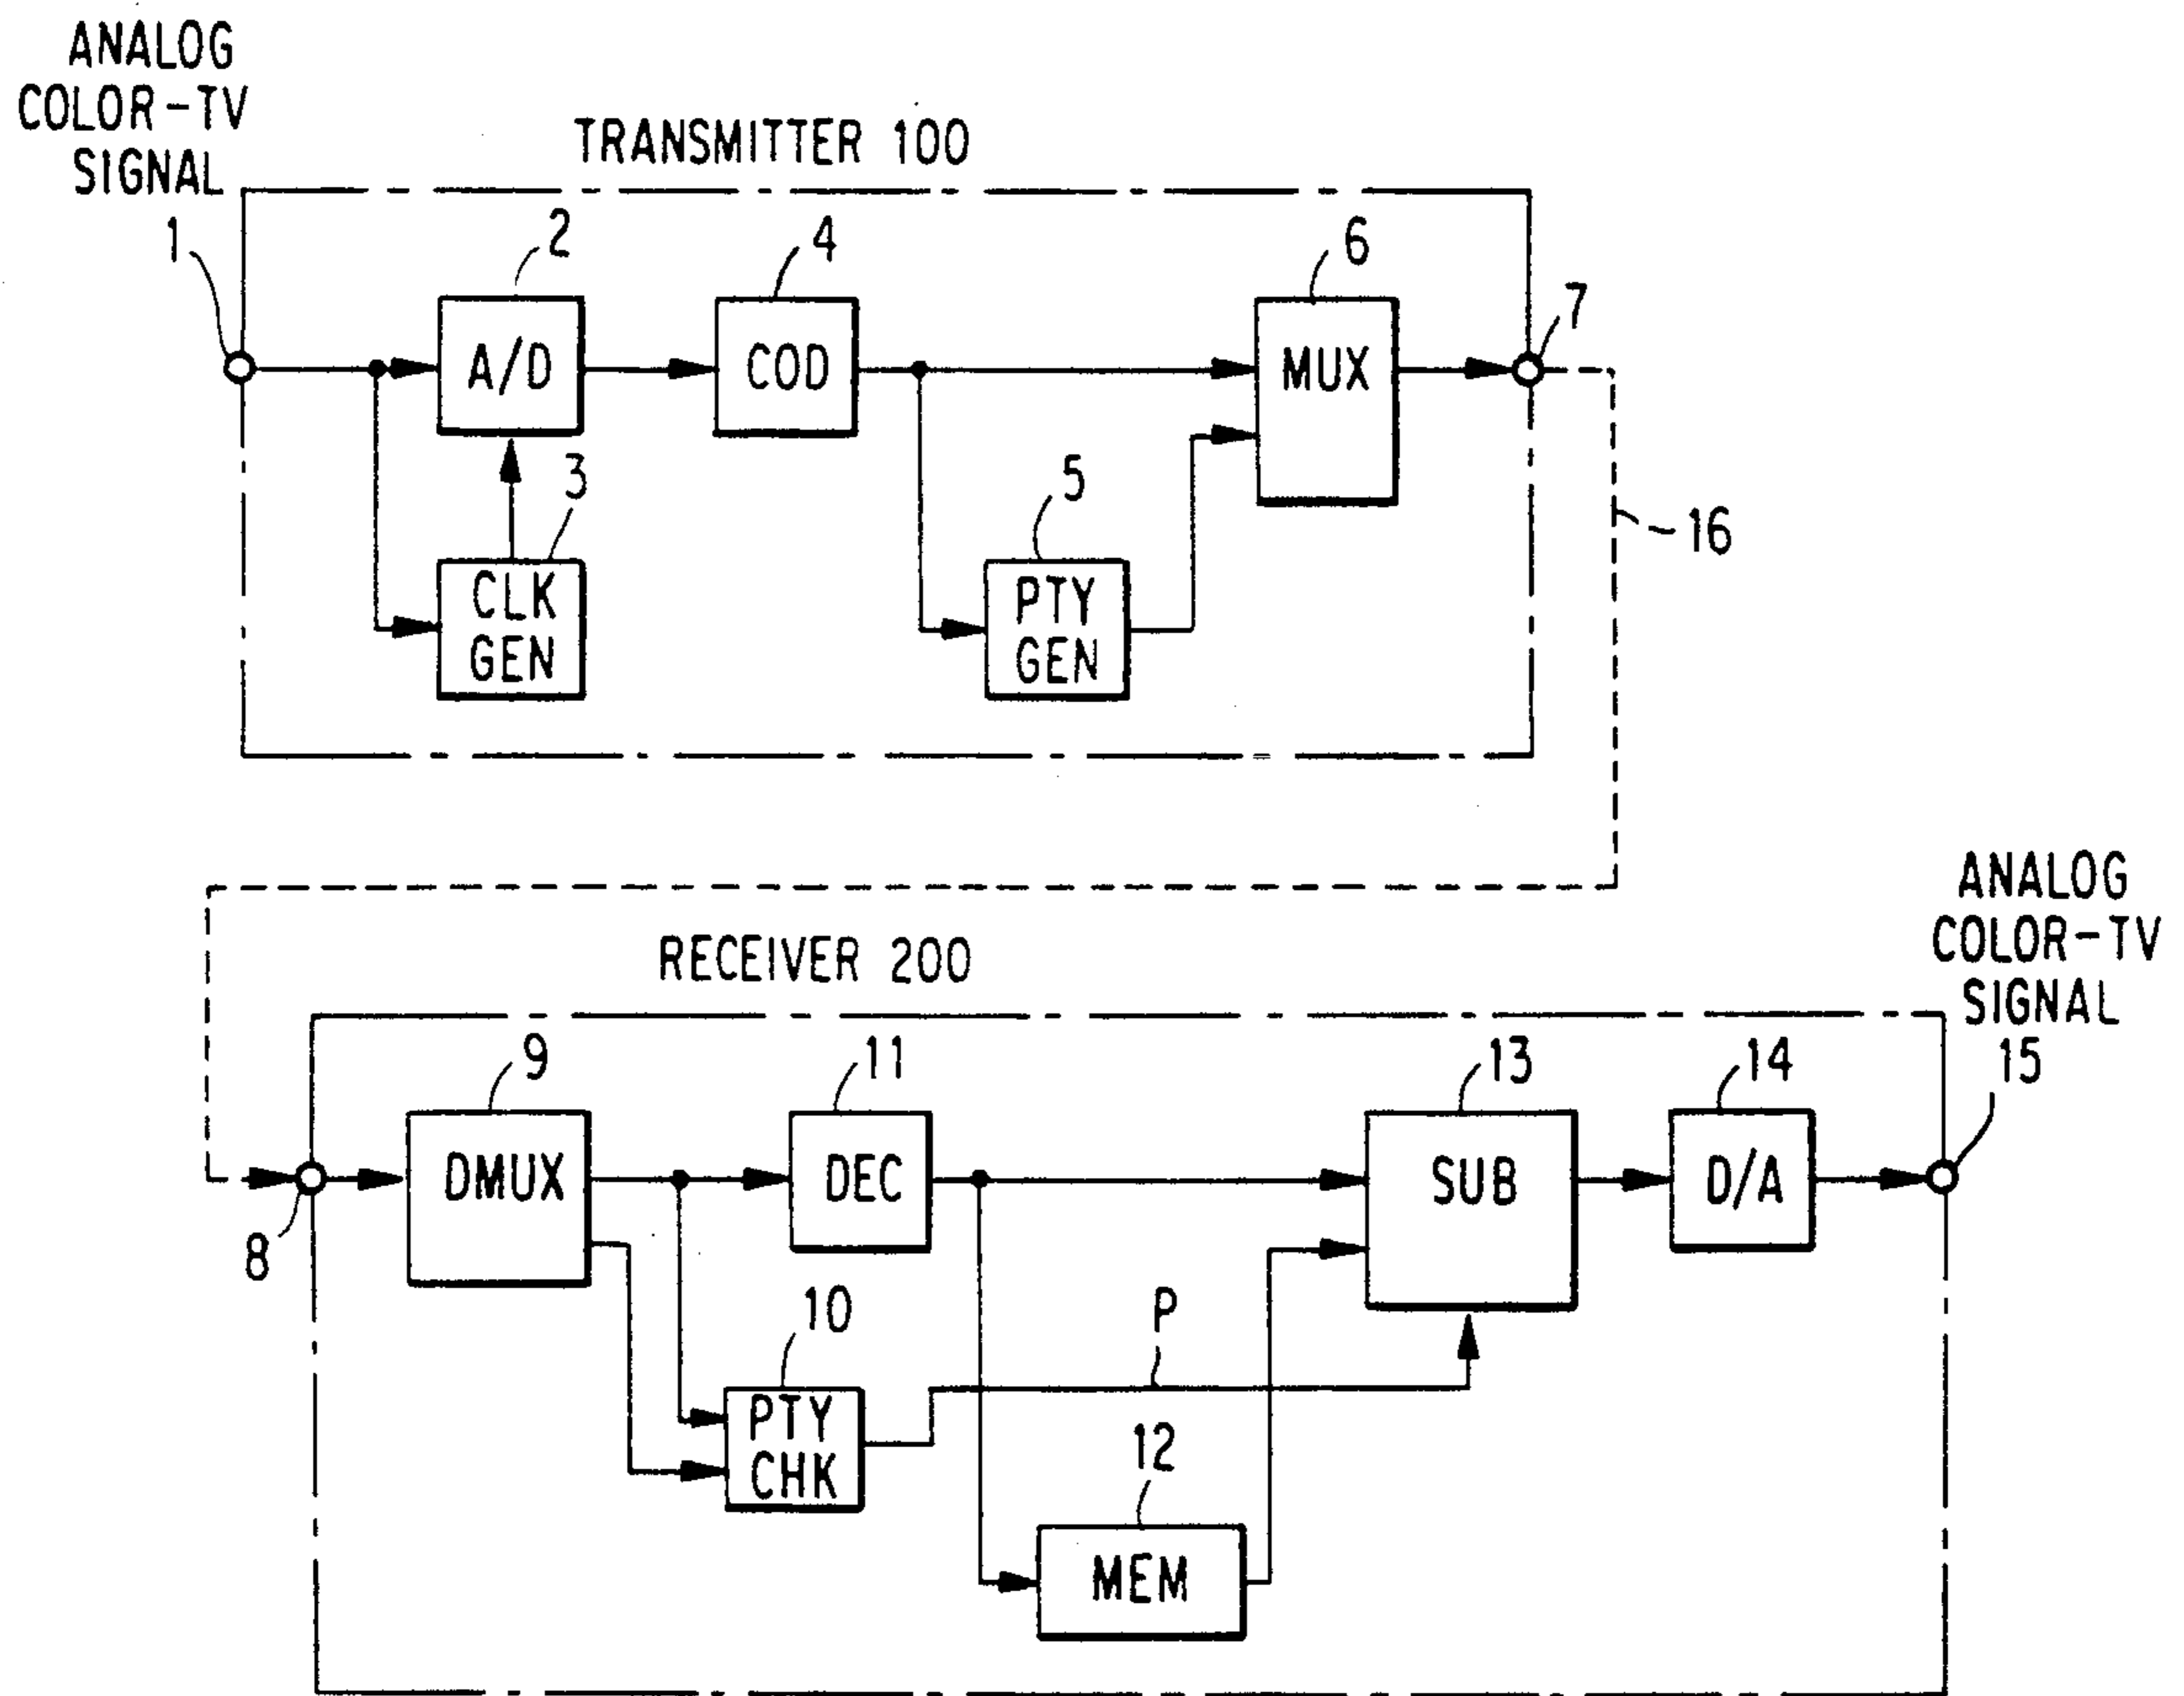 ANALOG
COLOR-TV
SIGNAL
TRANSMITTER 100
1
2
4
6
7
A/D
COD
MUX
3
5
16
CLK
GEN
PTY
GEN
ANALOG
COLOR-TV
SIGNAL
RECEIVER 200
9
11
13
14
15
DMUX
DEC
SUB
D/A
8
10
P
PTY
CHK
12
MEM